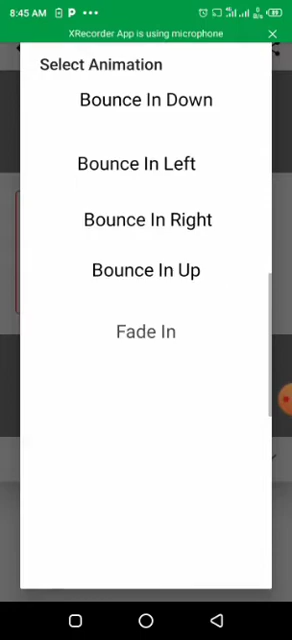 8:45 AM
XRecorder App is using microphone
Select Animation
Bounce In Down
Bounce In Left
Bounce In Right
Bounce In Up
Fade In